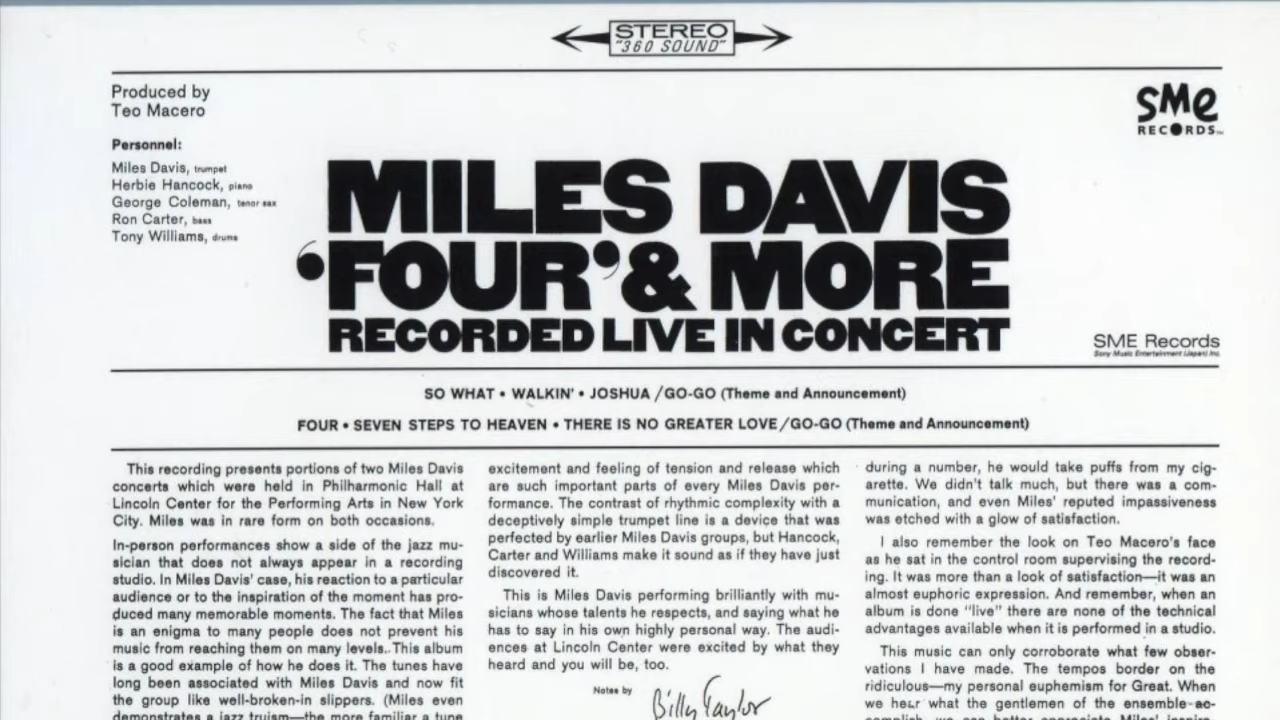 STEREO
"360 SOUND"
Produced by
Teo Macero
SME
RECORDS
Personnel:
Miles Davis, trumpet
Herbie Hancock, piano
George Coleman, tenor sax
Ron Carter, bass
Tony Williams, drums
MILES DAVIS
‘FOUR’ & MORE
RECORDED LIVE IN CONCERT
SME Records
Sony Music Entertainment (Japan) Inc.
SO WHAT • WALKIN' • JOSHUA / GO-GO (Theme and Announcement)
FOUR • SEVEN STEPS TO HEAVEN • THERE IS NO GREATER LOVE / GO-GO (Theme and Announcement)
This recording presents portions of two Miles Davis
concerts which were held in Philharmonic Hall at
Lincoln Center for the Performing Arts in New York
City. Miles was in rare form on both occasions.
In-person performances show a side of the jazz mu-
sician that does not always appear in a recording
studio. In Miles Davis' case, his reaction to a particular
audience or to the inspiration of the moment has pro-
duced many memorable moments. The fact that Miles
is an enigma to many people does not prevent his
music from reaching them on many levels. This album
is a good example of how he does it. The tunes have
long been associated with Miles Davis and now fit
the group like well-broken-in slippers. (Miles even
demonstrates a jazz truism—the more familiar a tune
excitement and feeling of tension and release which
are such important parts of every Miles Davis per-
formance. The contrast of rhythmic complexity with a
deceptively simple trumpet line is a device that was
perfected by earlier Miles Davis groups, but Hancock,
Carter and Williams make it sound as if they have just
discovered it.
This is Miles Davis performing brilliantly with mu-
sicians whose talents he respects, and saying what he
has to say in his own highly personal way. The audi-
ences at Lincoln Center were excited by what they
heard and you will be, too.
Notes by Billy Taylor
during a number, he would take puffs from my cig-
arette. We didn't talk much, but there was a com-
munication, and even Miles' reputed impassiveness
was etched with a glow of satisfaction.
I also remember the look on Teo Macero's face
as he sat in the control room supervising the record-
ing. It was more than a look of satisfaction—it was an
almost euphoric expression. And remember, when an
album is done "live" there are none of the technical
advantages available when it is performed in a studio.
This music can only corroborate what few obser-
vations I have made. The tempos border on the
ridiculous—my personal euphemism for Great. When
we hear what the gentlemen of the ensemble ac-
complish, we can better appreciate Miles' inspira-